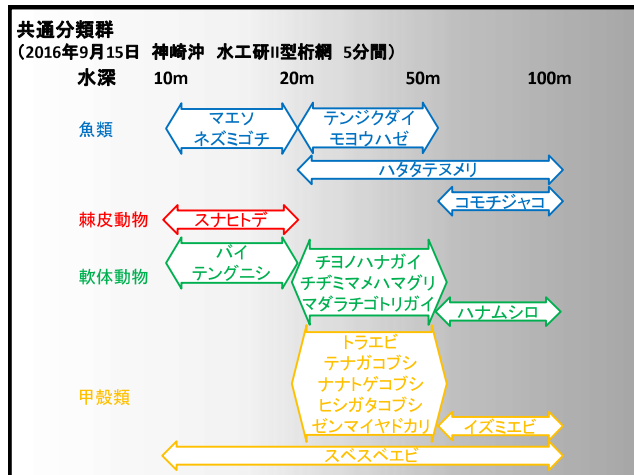 共通分類群
(2016年9月15日 神崎沖 水工研II型桁網 5分間)
水深 10m 20m 50m 100m
魚類
マエソ
ネズミゴチ
テンジクダイ
モヨウハゼ
ハタタテヌメリ
コモチジャコ
棘皮動物
スナヒトデ
軟体動物
バイ
テングニシ
チヨノハナガイ
チヂミマメハマグリ
マダラチゴトリガイ
ハナムシロ
甲殻類
トラエビ
テナガコブシ
ナナトゲコブシ
ヒシガタコブシ
ゼンマイヤドカリ
イズミエビ
スベスベエビ